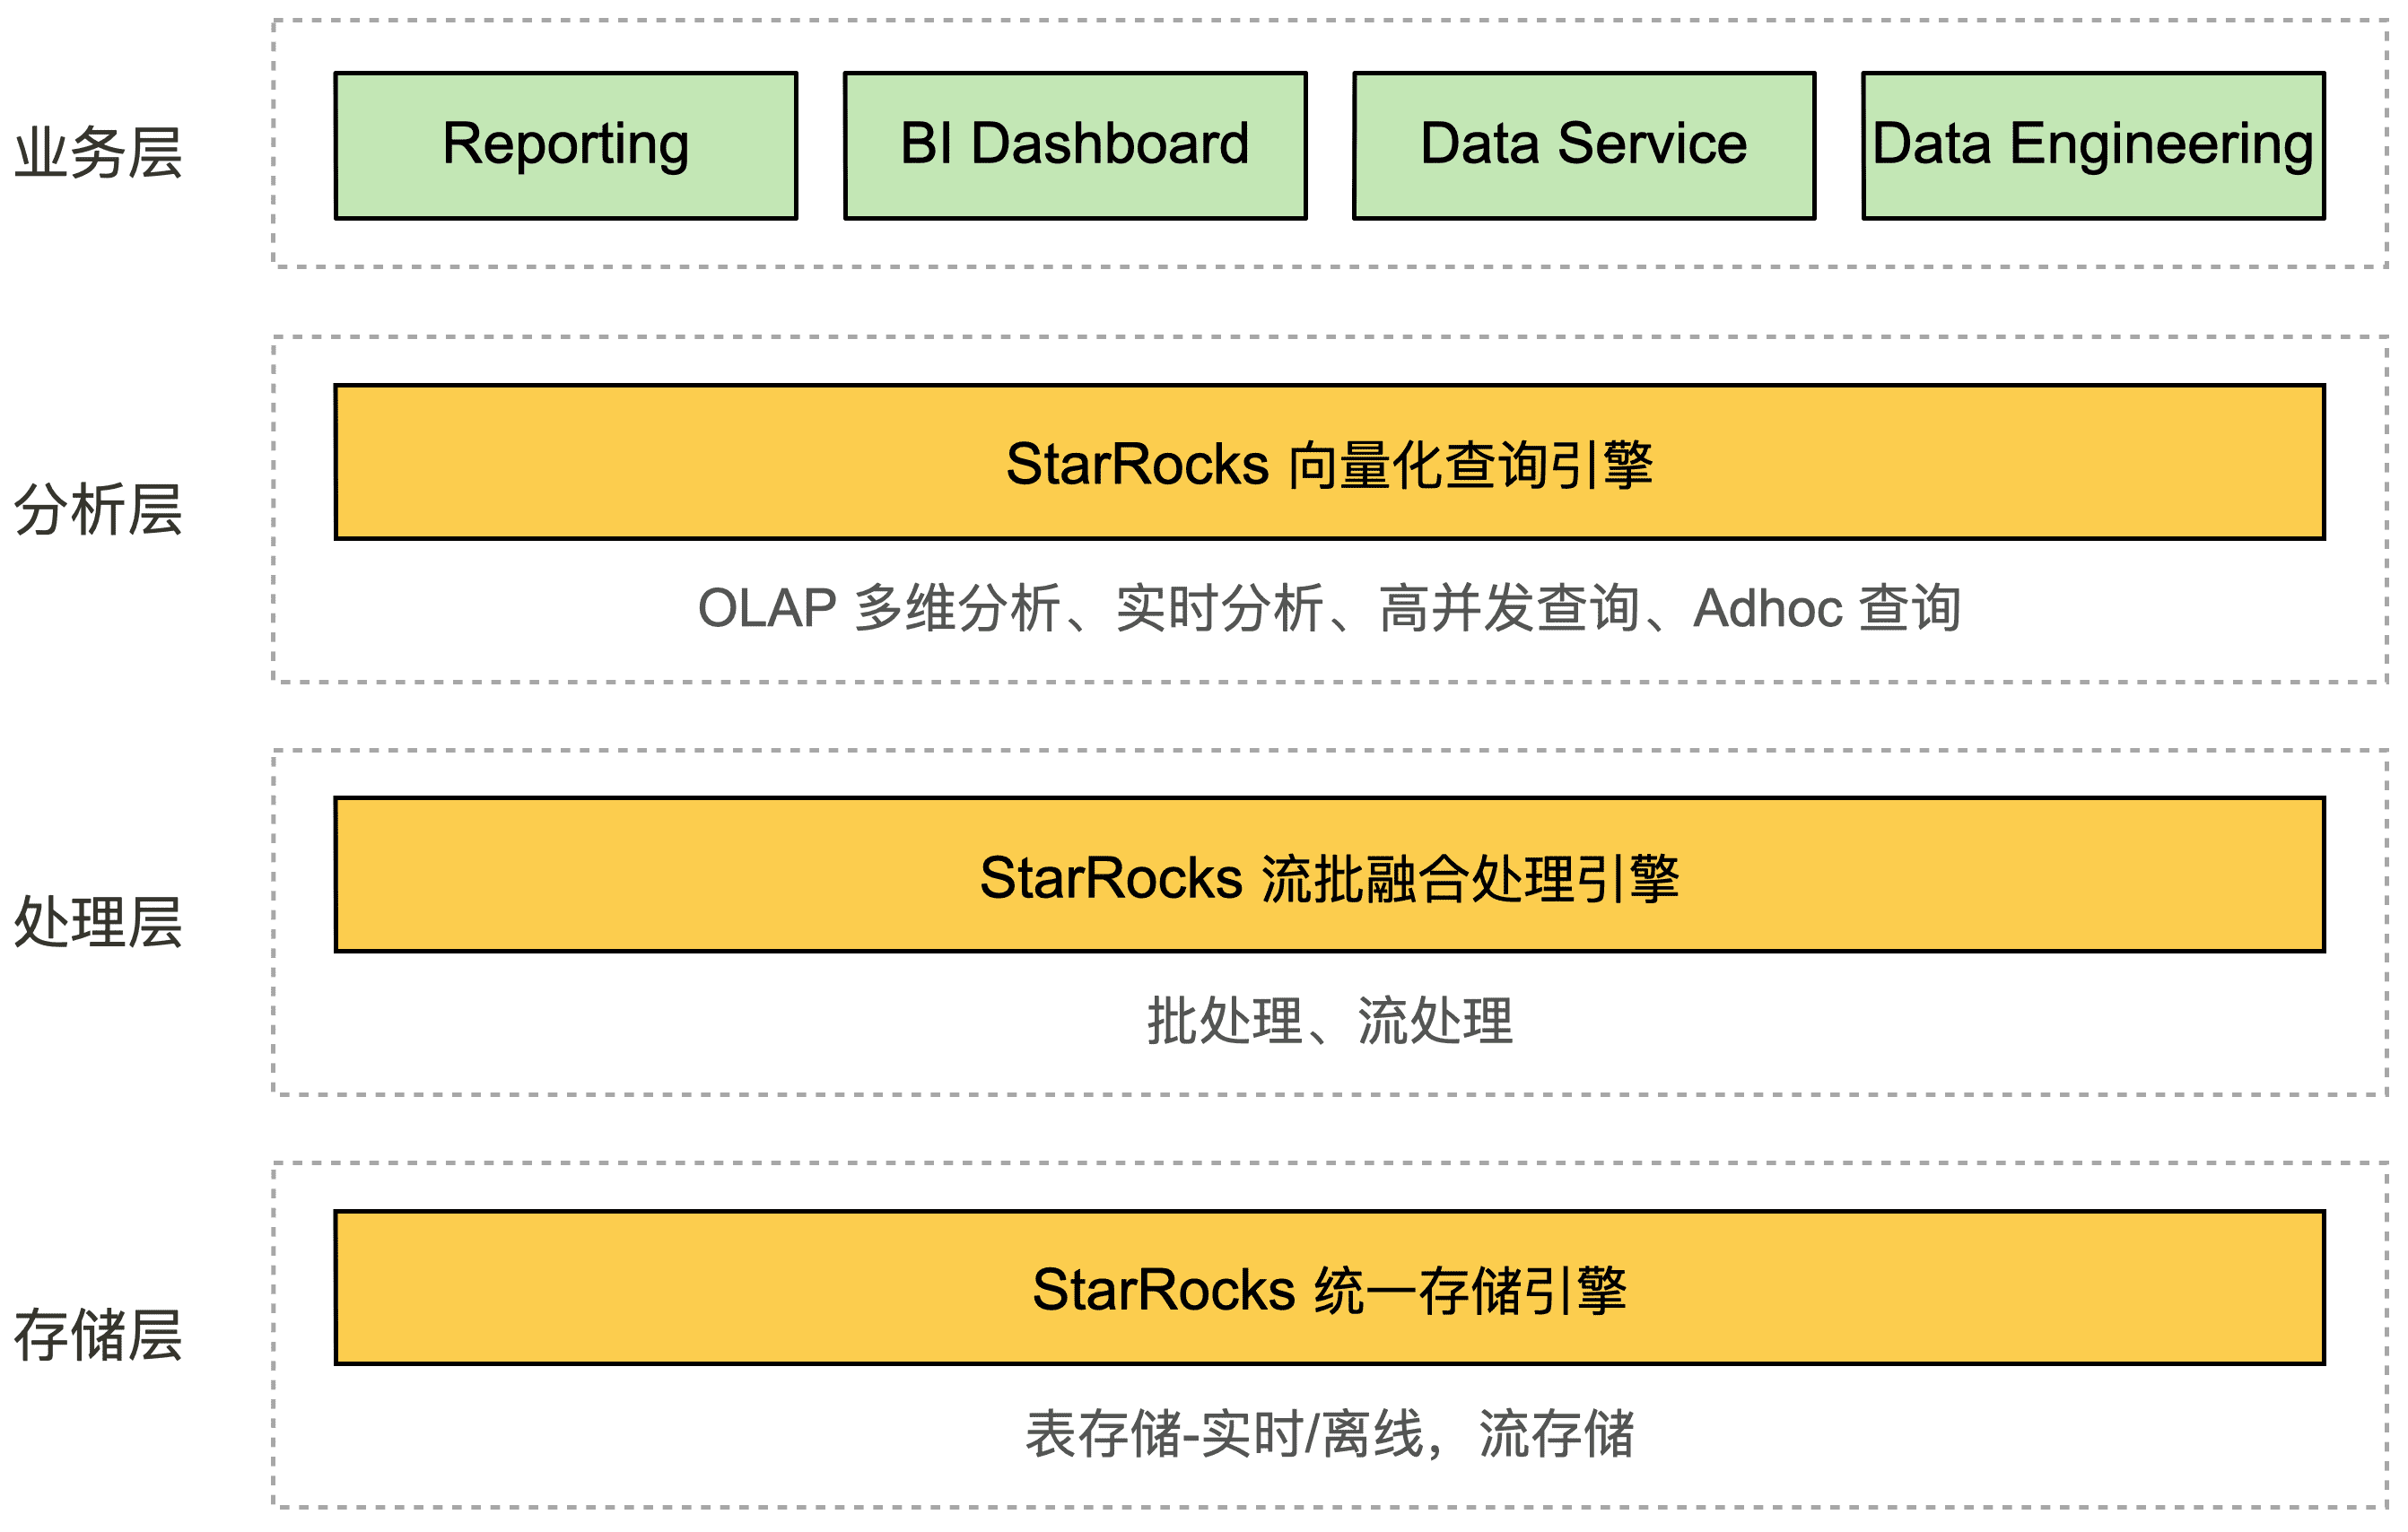 业务层
Reporting
BI Dashboard
Data Service
Data Engineering
分析层
StarRocks 向量化查询引擎
OLAP 多维分析、实时分析、高并发查询、Adhoc 查询
处理层
StarRocks 流批融合处理引擎
批处理、流处理
存储层
StarRocks 统一存储引擎
表存储-实时/离线，流存储